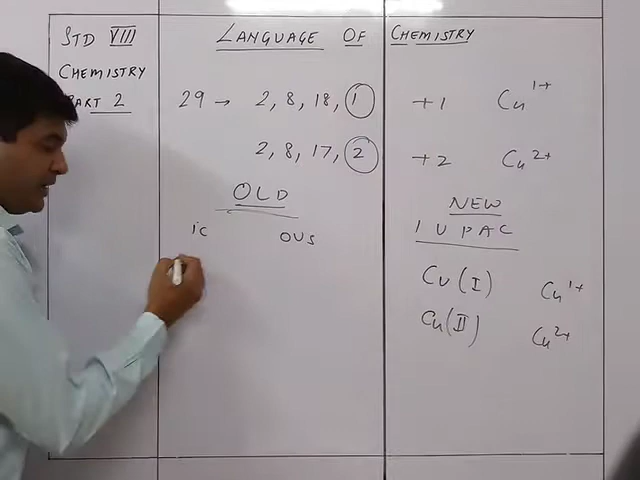 STD VIII
CHEMISTRY
PART 2
LANGUAGE OF CHEMISTRY
29 → 2, 8, 18, 1
2, 8, 17, 2
+1 Cu1+
+2 Cu2+
OLD
ic ous
NEW
IUPAC
Cu(I) Cu1+
Cu(II) Cu2+